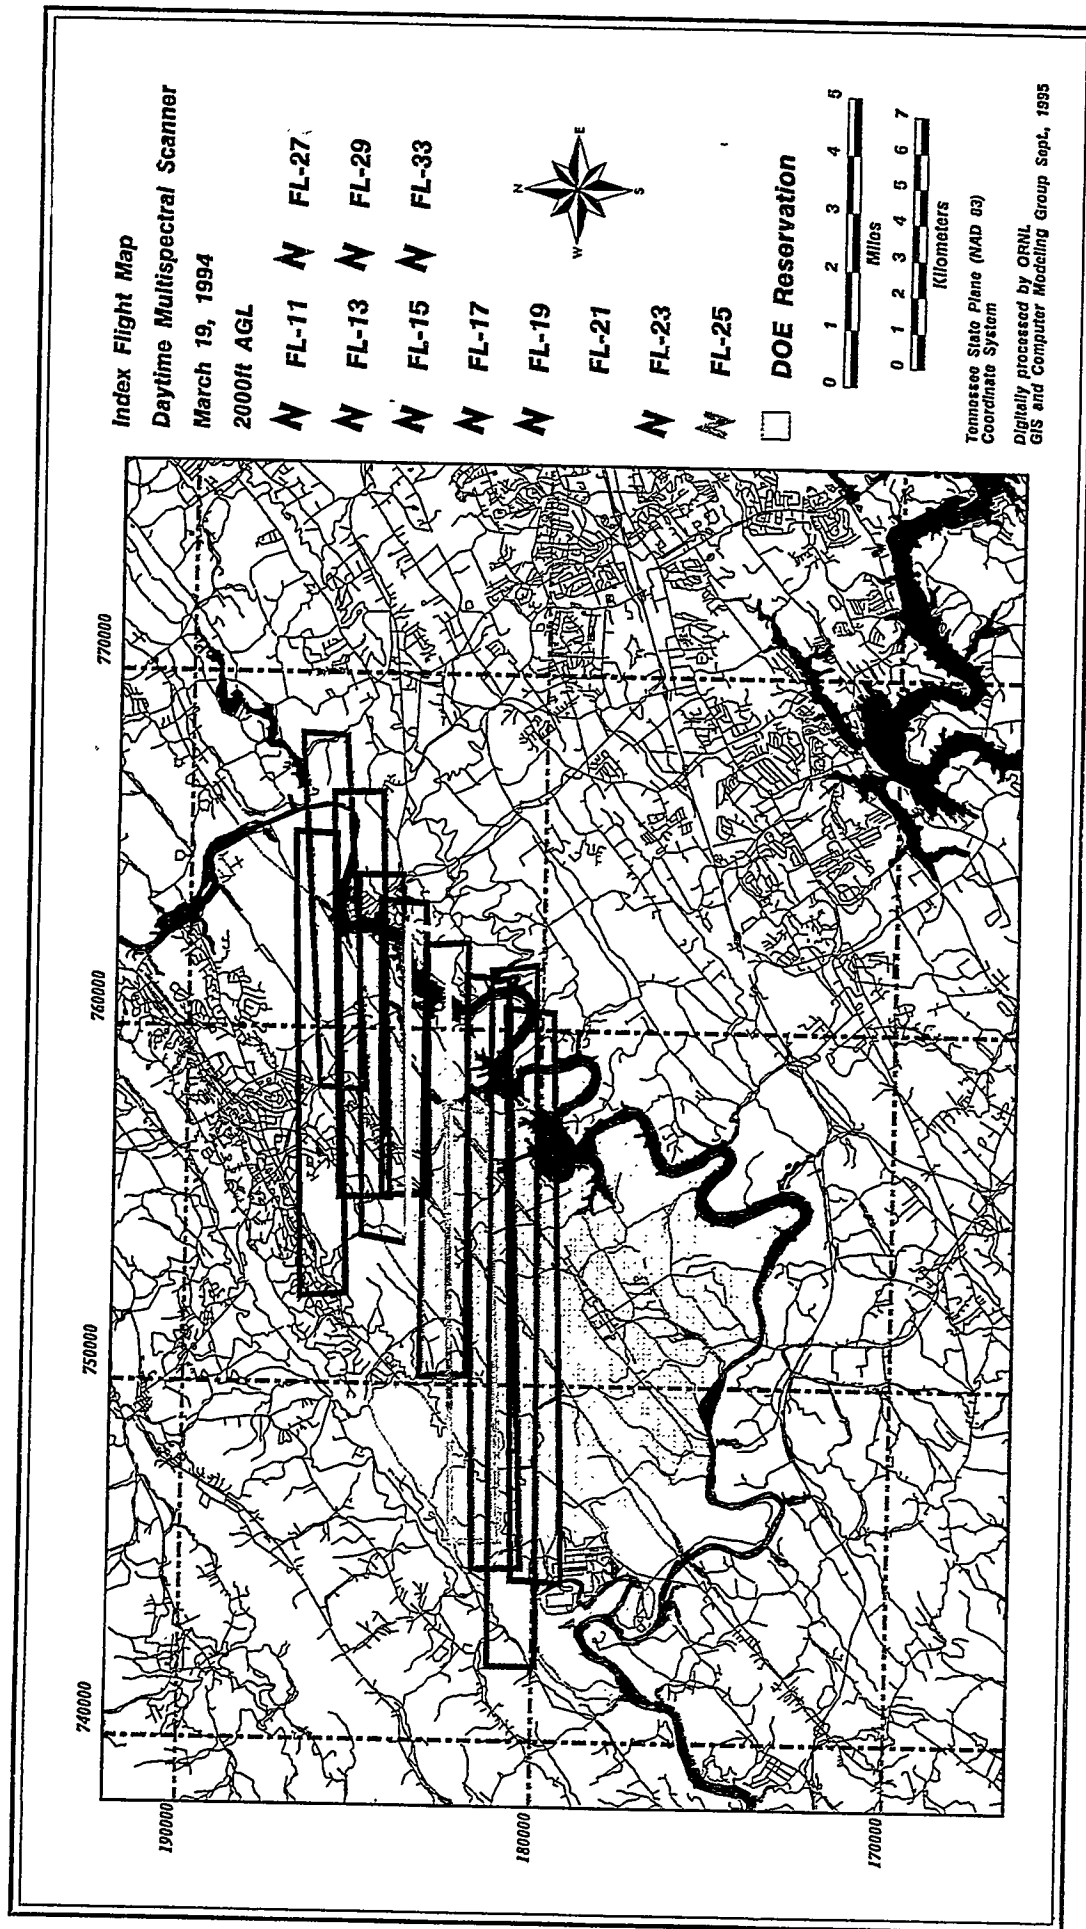 Index Flight Map
Daytime Multispectral Scanner
March 19, 1994
2000ft AGL
FL-11
FL-27
FL-13
FL-29
FL-15
FL-33
FL-17
FL-19
FL-21
FL-23
FL-25
DOE Reservation
N
W
E
S
0 1 2 3 4 5
Miles
0 1 2 3 4 5 6 7
Kilometers
Tennessee State Plane (NAD 83)
Coordinate System
Digitally processed by ORNL
GIS and Computer Modeling Group Sept., 1995
740000
750000
760000
770000
190000
180000
170000